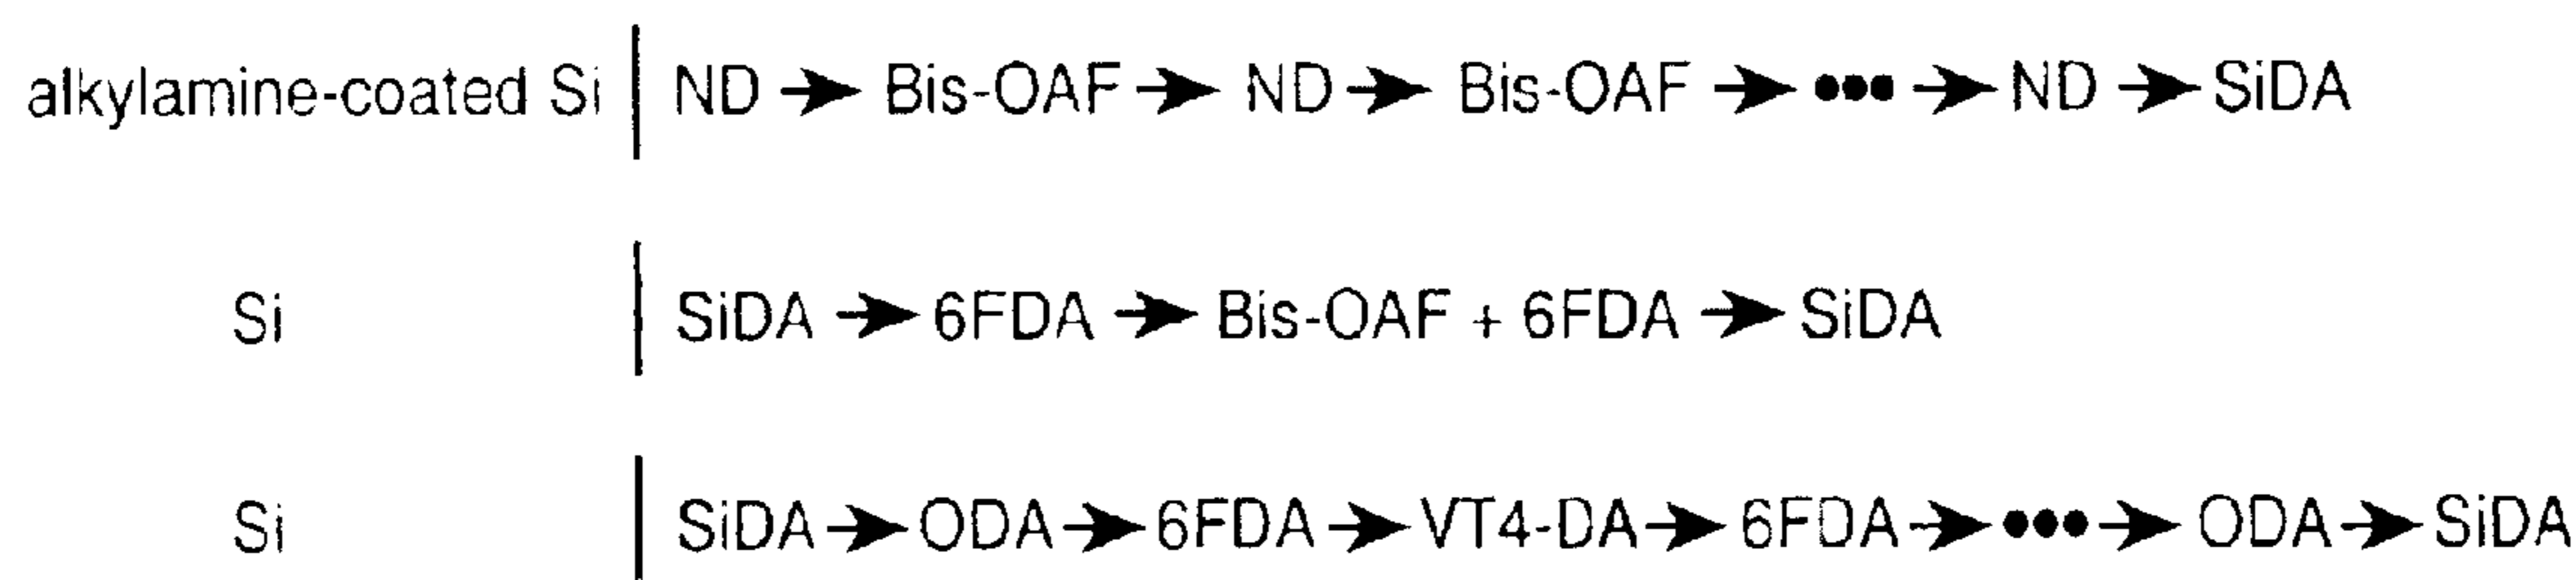 alkylamine-coated Si | ND → Bis-OAF → ND → Bis-OAF → ••• → ND → SiDA
Si | SiDA → 6FDA → Bis-OAF + 6FDA → SiDA
Si | SiDA → ODA → 6FDA → VT4-DA → 6FDA → ••• → ODA → SiDA